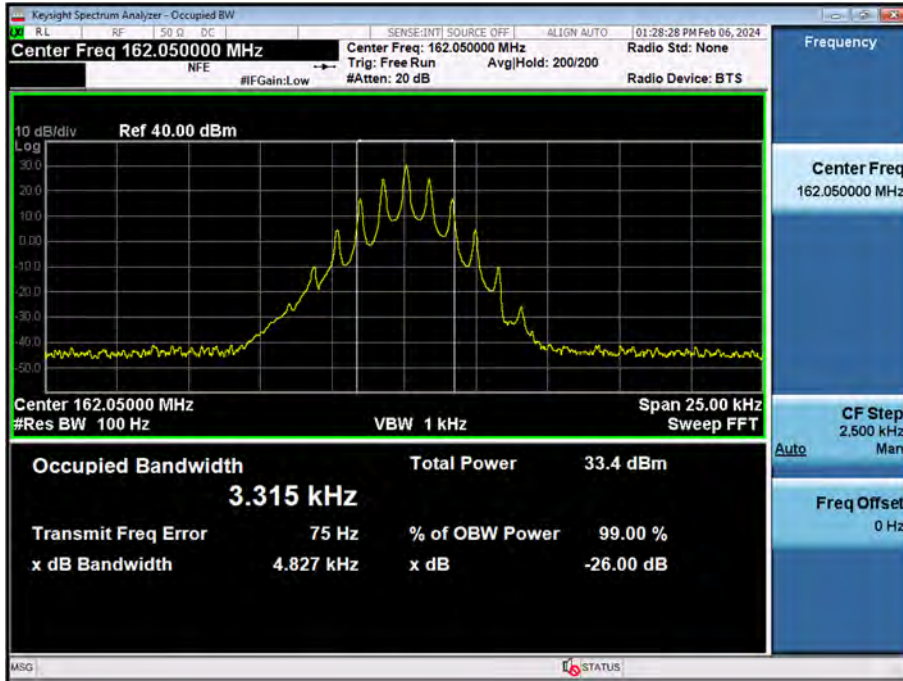 Keysight Spectrum Analyzer - Occupied BW
LXI RL RF 50 Ω DC SENSE:INT SOURCE OFF ALIGN AUTO 01:28:28 PM Feb 06, 2024
Center Freq 162.050000 MHz
NFE
#IFGain:Low
Center Freq: 162.050000 MHz
Trig: Free Run Avg|Hold: 200/200
#Atten: 20 dB
Radio Std: None
Radio Device: BTS
10 dB/div Ref 40.00 dBm
Log
30.0
20.0
10.0
0.00
-10.0
-20.0
-30.0
-40.0
-50.0
Center 162.05000 MHz Span 25.00 kHz
#Res BW 100 Hz VBW 1 kHz Sweep FFT
Occupied Bandwidth Total Power 33.4 dBm
3.315 kHz
Transmit Freq Error 75 Hz % of OBW Power 99.00 %
x dB Bandwidth 4.827 kHz x dB -26.00 dB
MSG STATUS
Frequency
Center Freq
162.050000 MHz
CF Step
2.500 kHz
Auto Man
Freq Offset
0 Hz